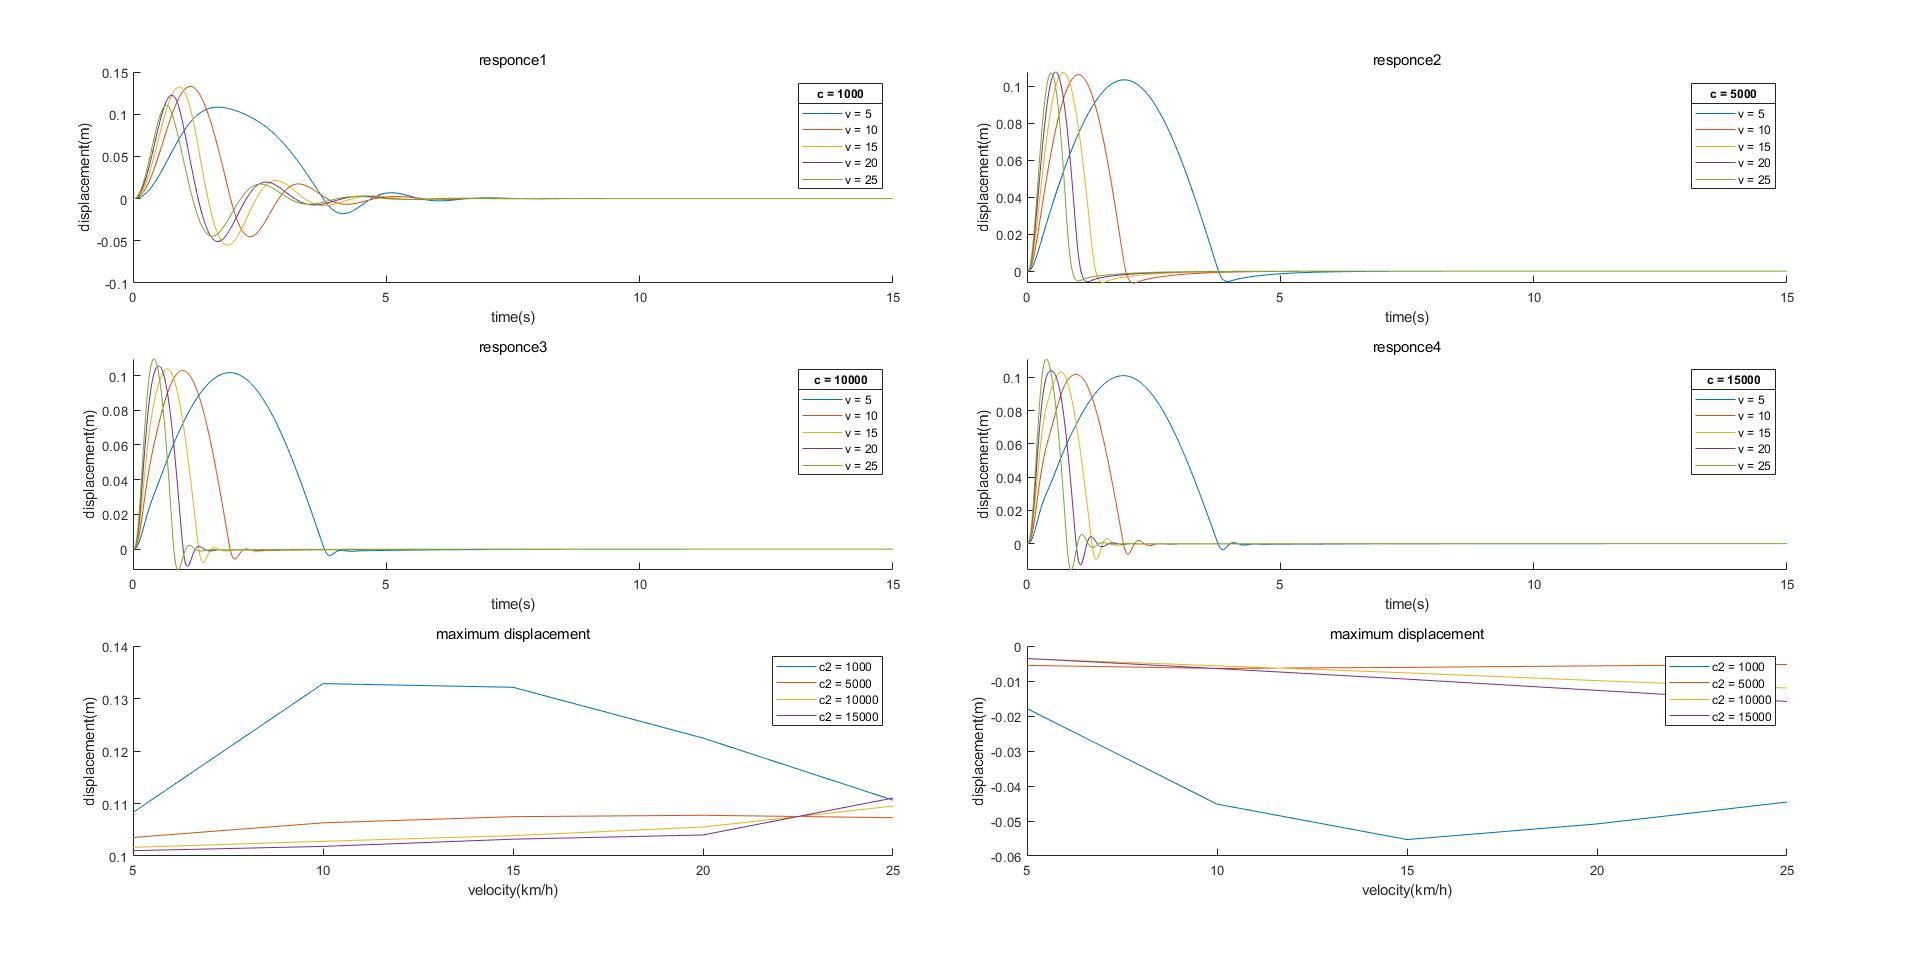 responce1
0.15
0.1
0.05
0
-0.05
-0.1
displacement(m)
0
5
10
15
time(s)
c = 1000
v = 5
v = 10
v = 15
v = 20
v = 25
responce2
0.1
0.08
0.06
0.04
0.02
0
displacement(m)
0
5
10
15
time(s)
c = 5000
v = 5
v = 10
v = 15
v = 20
v = 25
responce3
0.1
0.08
0.06
0.04
0.02
0
displacement(m)
0
5
10
15
time(s)
c = 10000
v = 5
v = 10
v = 15
v = 20
v = 25
responce4
0.1
0.08
0.06
0.04
0.02
0
displacement(m)
0
5
10
15
time(s)
c = 15000
v = 5
v = 10
v = 15
v = 20
v = 25
maximum displacement
0.14
0.13
0.12
0.11
0.1
displacement(m)
5
10
15
20
25
velocity(km/h)
c2 = 1000
c2 = 5000
c2 = 10000
c2 = 15000
maximum displacement
0
-0.01
-0.02
-0.03
-0.04
-0.05
-0.06
displacement(m)
5
10
15
20
25
velocity(km/h)
c2 = 1000
c2 = 5000
c2 = 10000
c2 = 15000